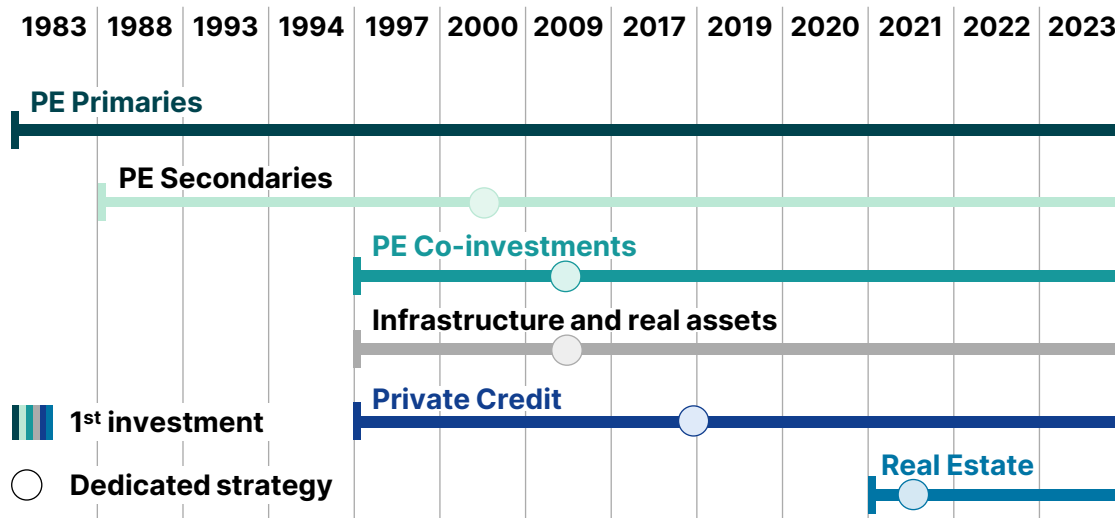 1983 1988 1993 1994 1997 2000 2009 2017 2019 2020 2021 2022 2023
PE Primaries
PE Secondaries
PE Co-investments
Infrastructure and real assets
Private Credit
1st investment
Real Estate
Dedicated strategy